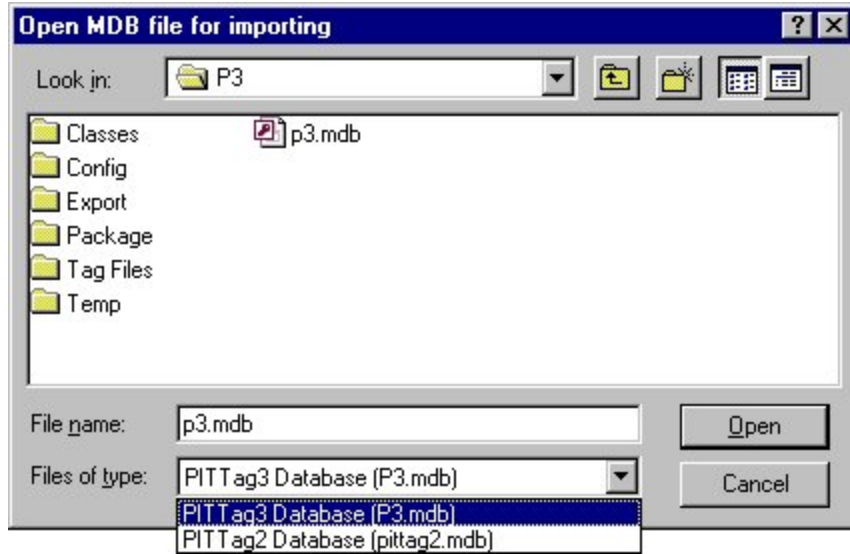 Open MDB file for importing
Look in: P3
Classes p3.mdb
Config
Export
Package
Tag Files
Temp
File name: p3.mdb Open
Files of type: PITTag3 Database (P3.mdb) Cancel
PITTag3 Database (P3.mdb)
PITTag2 Database (pittag2.mdb)